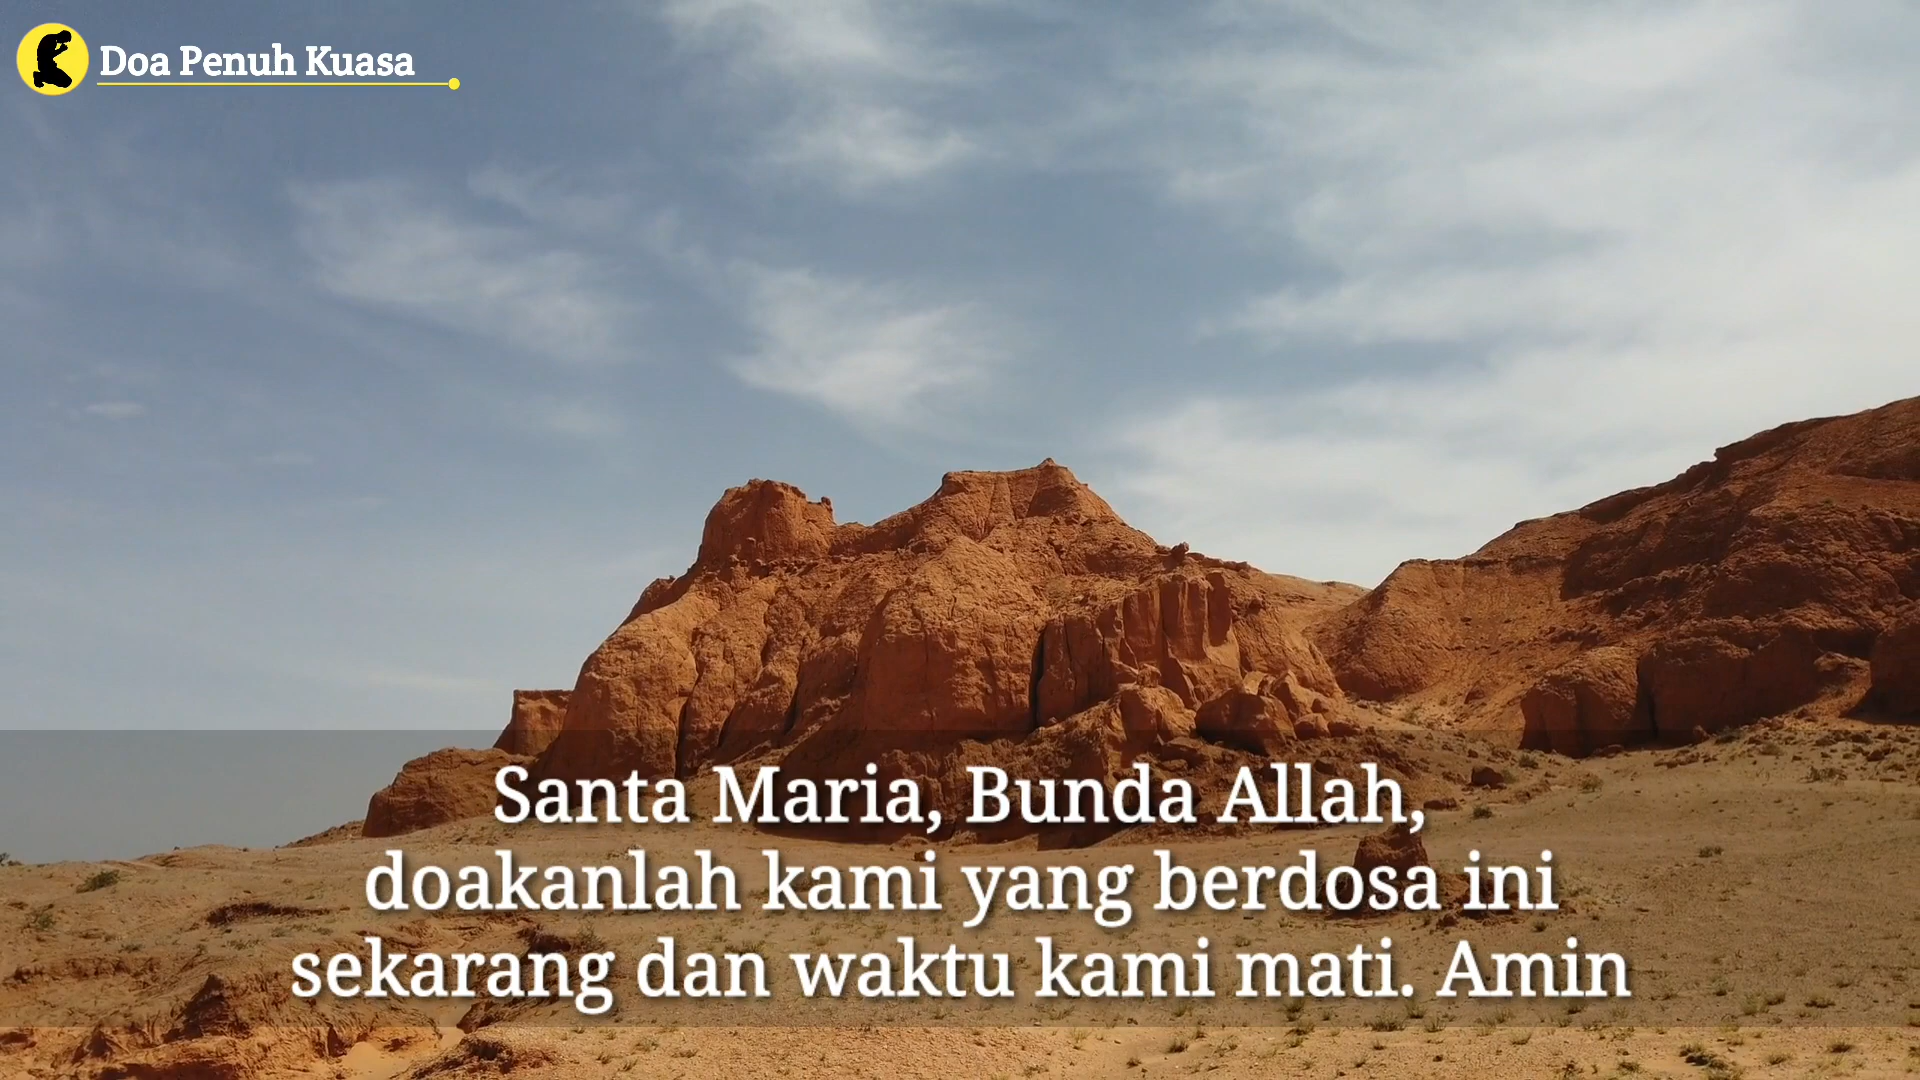 Doa Penuh Kuasa
Santa Maria, Bunda Allah,
doakanlah kami yang berdosa ini
sekarang dan waktu kami mati. Amin